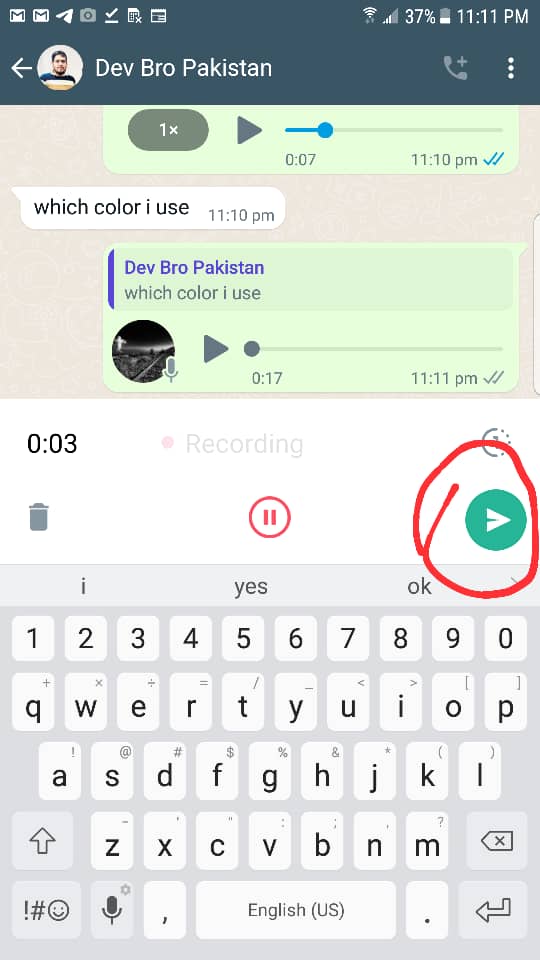 37% 11:11 PM
Dev Bro Pakistan
1×
0:07 11:10 pm
which color i use 11:10 pm
Dev Bro Pakistan
which color i use
0:17 11:11 pm
0:03 Recording
i yes ok
1 2 3 4 5 6 7 8 9 0
+ × ÷ = / _ < > [ ]
q w e r t y u i o p
! @ # $ % & * ( )
a s d f g h j k l
- ' " : ; , ?
z x c v b n m
!#☺ , English (US) .